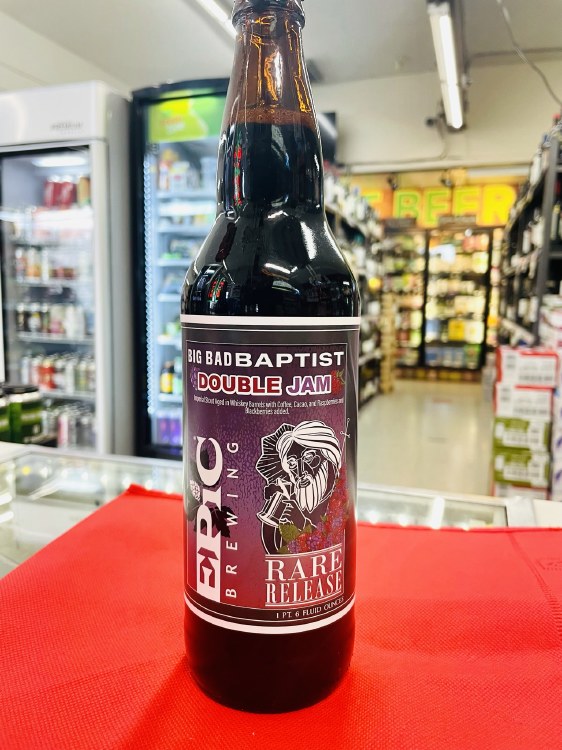 BEER
BIG BAD BAPTIST
DOUBLE JAM
Imperial Stout Aged in Whiskey Barrels with Coffee, Cacao, and Raspberries and
Blackberries added.
EPIC
BREWING
RARE
RELEASE
1 PT. 6 FLUID OUNCES